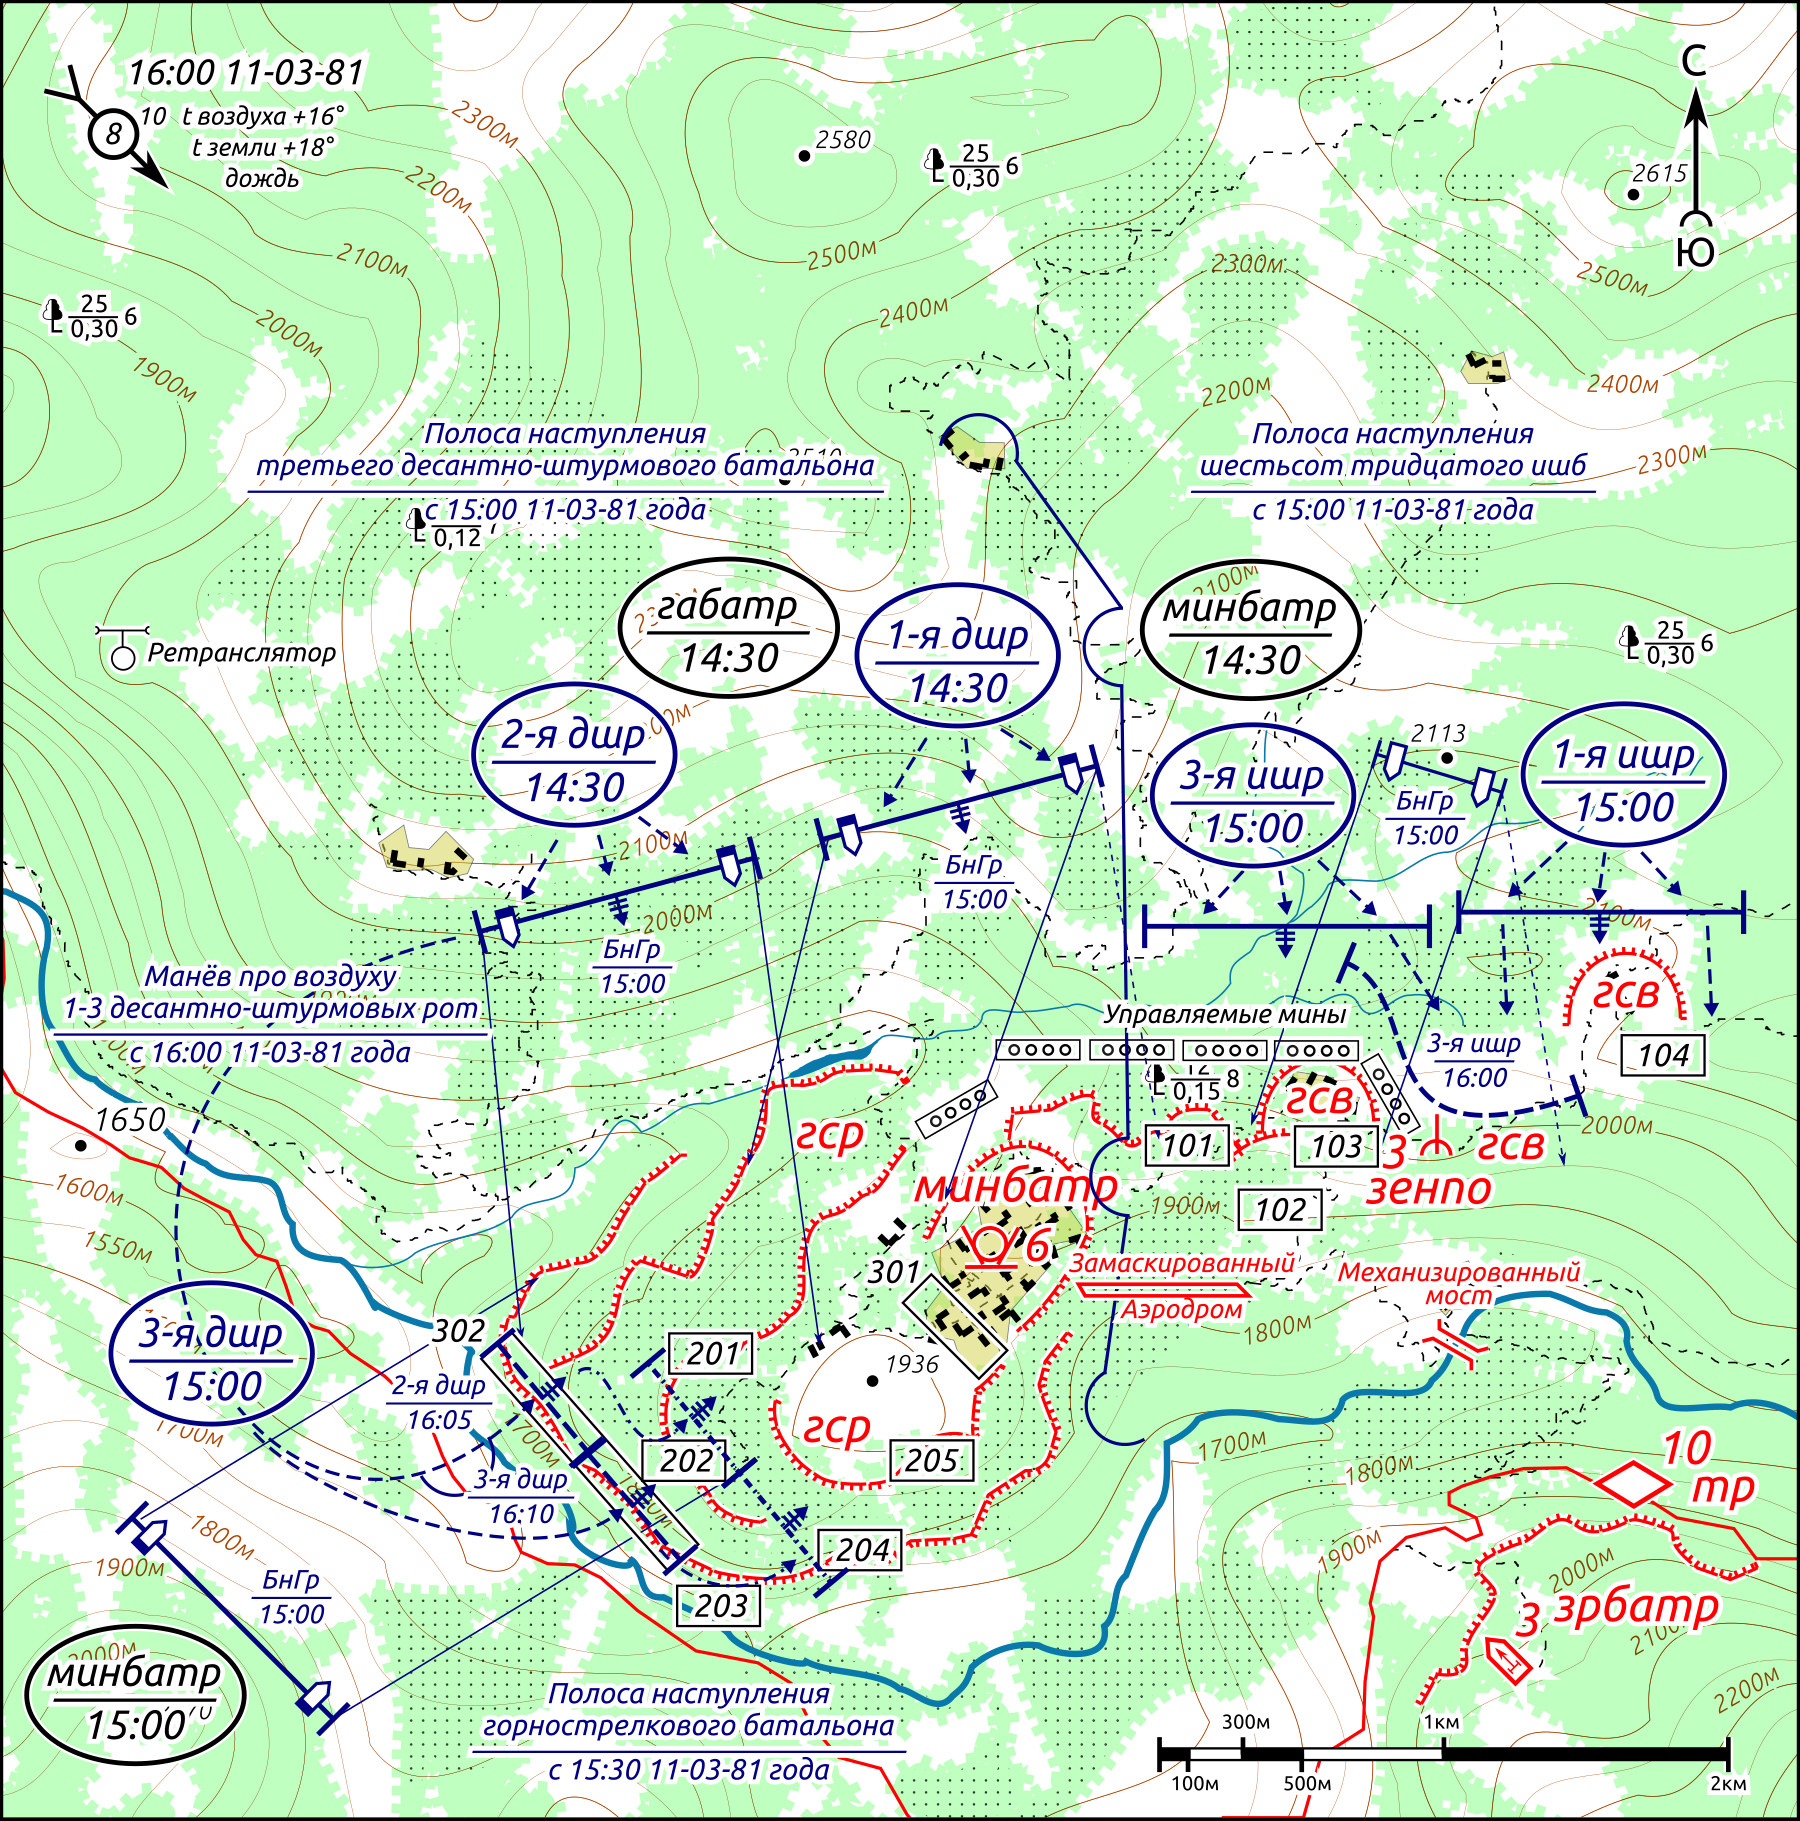 16:00 11-03-81
10 t воздуха +16°
8
t земли +18°
дождь
С
Ю
2300м
2200м
2100м
2000м
1900м
2580
25
0,30 6
2615
2500м
2400м
2300м
2500м
2200м
2400м
2300м
25
0,30 6
Полоса наступления
третьего десантно-штурмового батальона
с 15:00 11-03-81 года
2510
0,12
Полоса наступления
шестьсот тридцатого ишб
с 15:00 11-03-81 года
габатр
14:30
1-я дшр
14:30
2100м
минбатр
14:30
25
0,30 6
Ретранслятор
2-я дшр
14:30
2113
3-я ишр
15:00
БнГр
15:00
1-я ишр
15:00
2100м
2000м
БнГр
15:00
БнГр
15:00
2100м
Манёв про воздуху
1-3 десантно-штурмовых рот
с 16:00 11-03-81 года
гсв
104
Управляемые мины
3-я ишр
16:00
12
0,15 8
1650
1600м
1550м
гср
гсв
101
103
3
гсв
зенпо
2000м
минбатр
6
102
1900м
301
Замаскированный
Аэродром
Механизированный
мост
1800м
3-я дшр
15:00
302
2-я дшр
16:05
201
1936
гср
202
205
1700м
3-я дшр
16:10
1700м
1800м
1700м
1800м
1900м
10
тр
204
203
1800м
1900м
БнГр
15:00
2000м
минбатр
15:00
1900м
2000м
3 зрбатр
2200м
Полоса наступления
горнострелкового батальона
с 15:30 11-03-81 года
300м
1км
100м
500м
2км